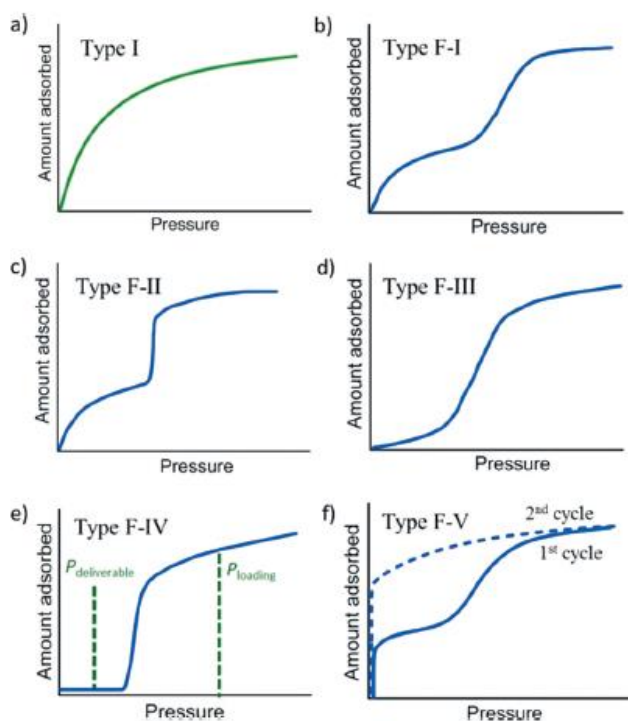 a)
Type I
Amount adsorbed
Pressure
b)
Type F-I
Amount adsorbed
Pressure
c)
Type F-II
Amount adsorbed
Pressure
d)
Type F-III
Amount adsorbed
Pressure
e)
Type F-IV
Amount adsorbed
Pdeliverable
Ploading
Pressure
f)
Type F-V
Amount adsorbed
2nd cycle
1st cycle
Pressure